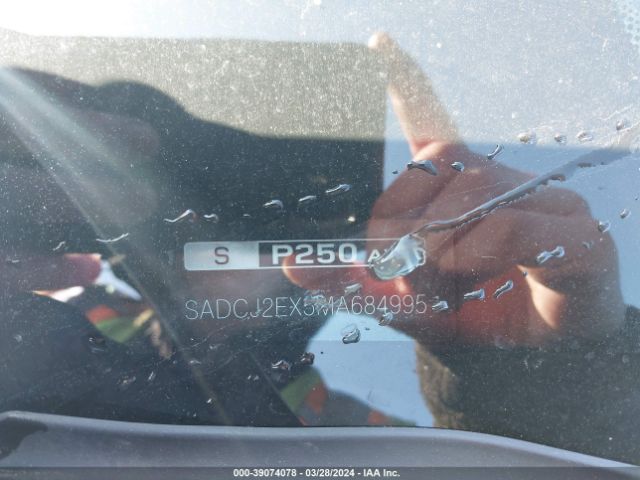 S P250
SADCJ2EX5MA684995
000-39074078 - 03/28/2024 - IAA Inc.